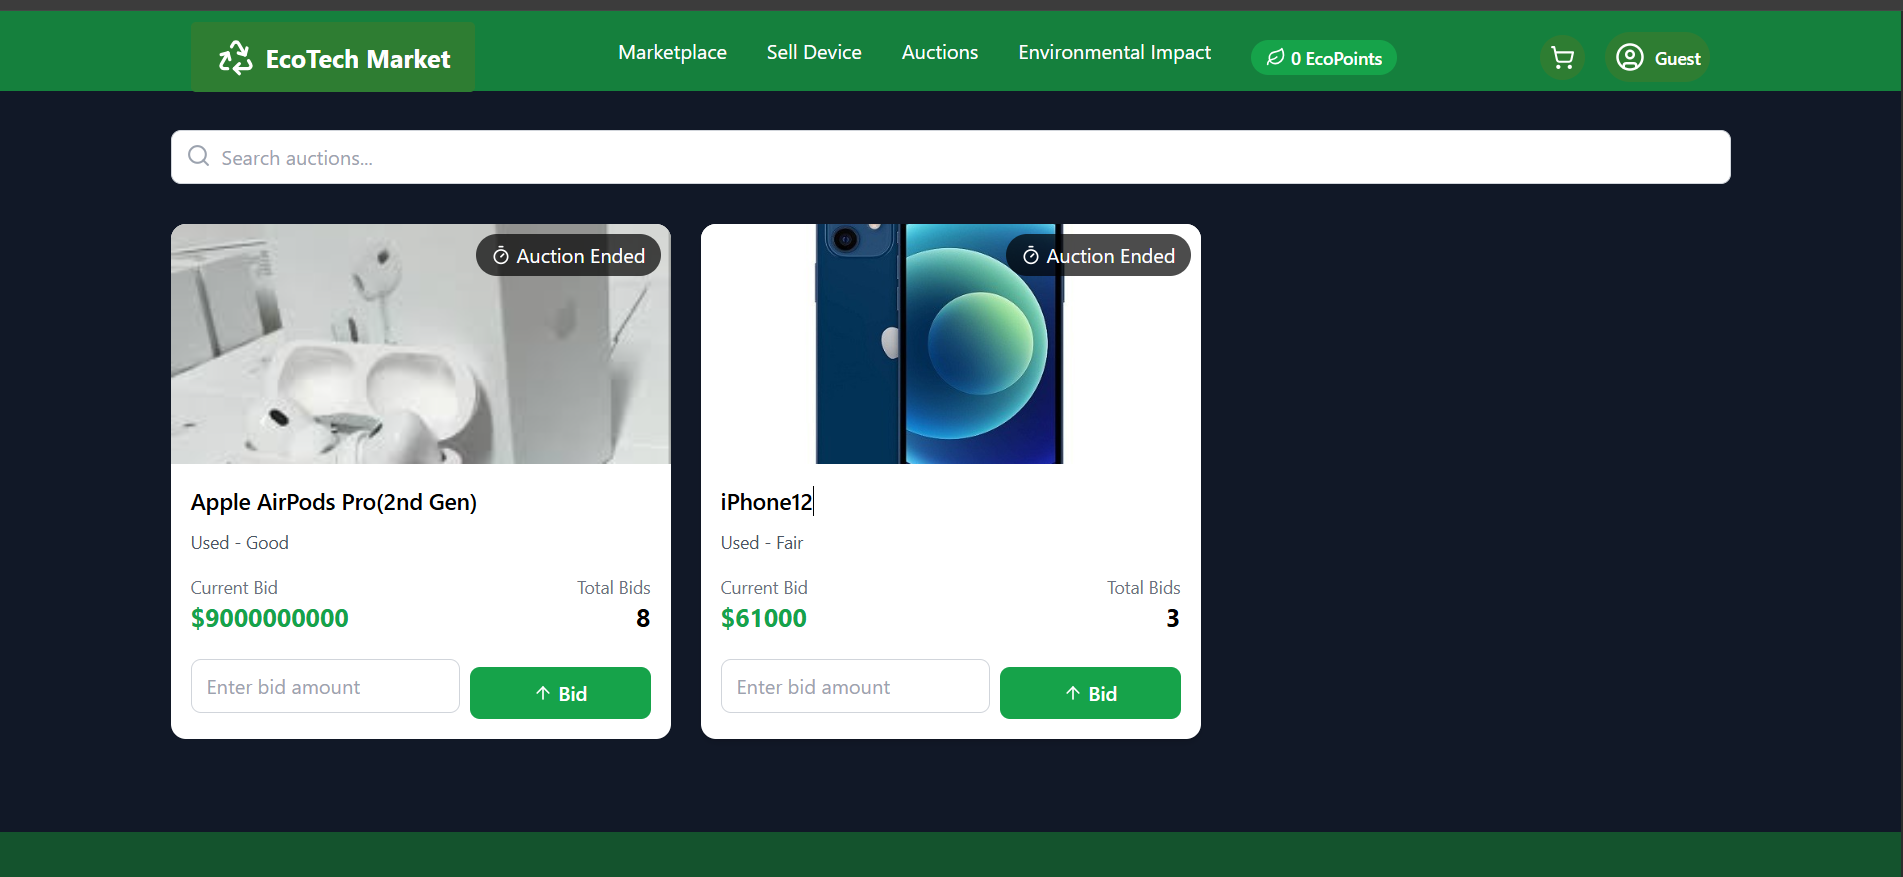 EcoTech Market
Marketplace
Sell Device
Auctions
Environmental Impact
0 EcoPoints
Guest
Search auctions...
Auction Ended
Apple AirPods Pro(2nd Gen)
Used - Good
Current Bid
Total Bids
$9000000000
8
Enter bid amount
Bid
Auction Ended
iPhone12
Used - Fair
Current Bid
Total Bids
$61000
3
Enter bid amount
Bid